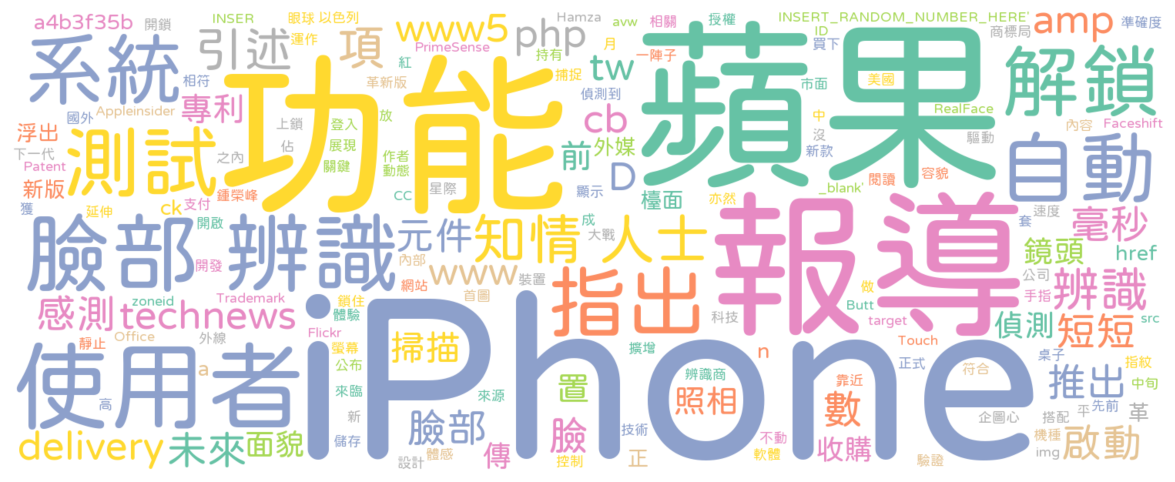 a4b3f35b 開鎖 INSER 眼球 以色列 Hamza avw 相關 授權 INSERT_RANDOM_NUMBER_HERE' amp 準確度
系統 引述 運作 項 www5 php 持有 月 一陣子 ID 買下 商標局 解鎖
PrimeSense 紅 tw 蘋果 市面 美國
相符 革新版 捕捉 偵測到
國外 Appleinsider 專利 功能 放 cb 中 RealFace Faceshift
浮出 上鎖 登入 外媒 沒 驅動 內容
下一代 測試 佔 展現 作者 前 新款 自動
Patent 之內 關鍵 動態 D 閱讀 容貌
新版 鍾榮峰 星際 顯示 檯面 _blank'
獲 延伸 ck 支付 CC 成 亦然 速度
開啟 元件 知情 人士 大戰 報導 套 毫秒
臉部 辨識 內部 鏡頭 href
開發 網站 www 裝置 做 公司
zoneid Trademark 鎖住 首圖 指出 Butt 手指 辨識
感測 technews 體驗 科技 target 偵測 短短 src
靜止 Office 外線 Flickr 螢幕 iPhone 擴增 n Touch 桌子
使用者 a 公布 掃描 辨識商 正式 靠近 符合 指紋
來臨 置 照相 推出 中旬
高 新 來源 數 企圖心 搭配 平 先前 革
儲存 臉部 臉 技術 不動 收購 機種 啟動
delivery 未來 面貌 設計 體感 傳 控制 正 軟體 驗證 img